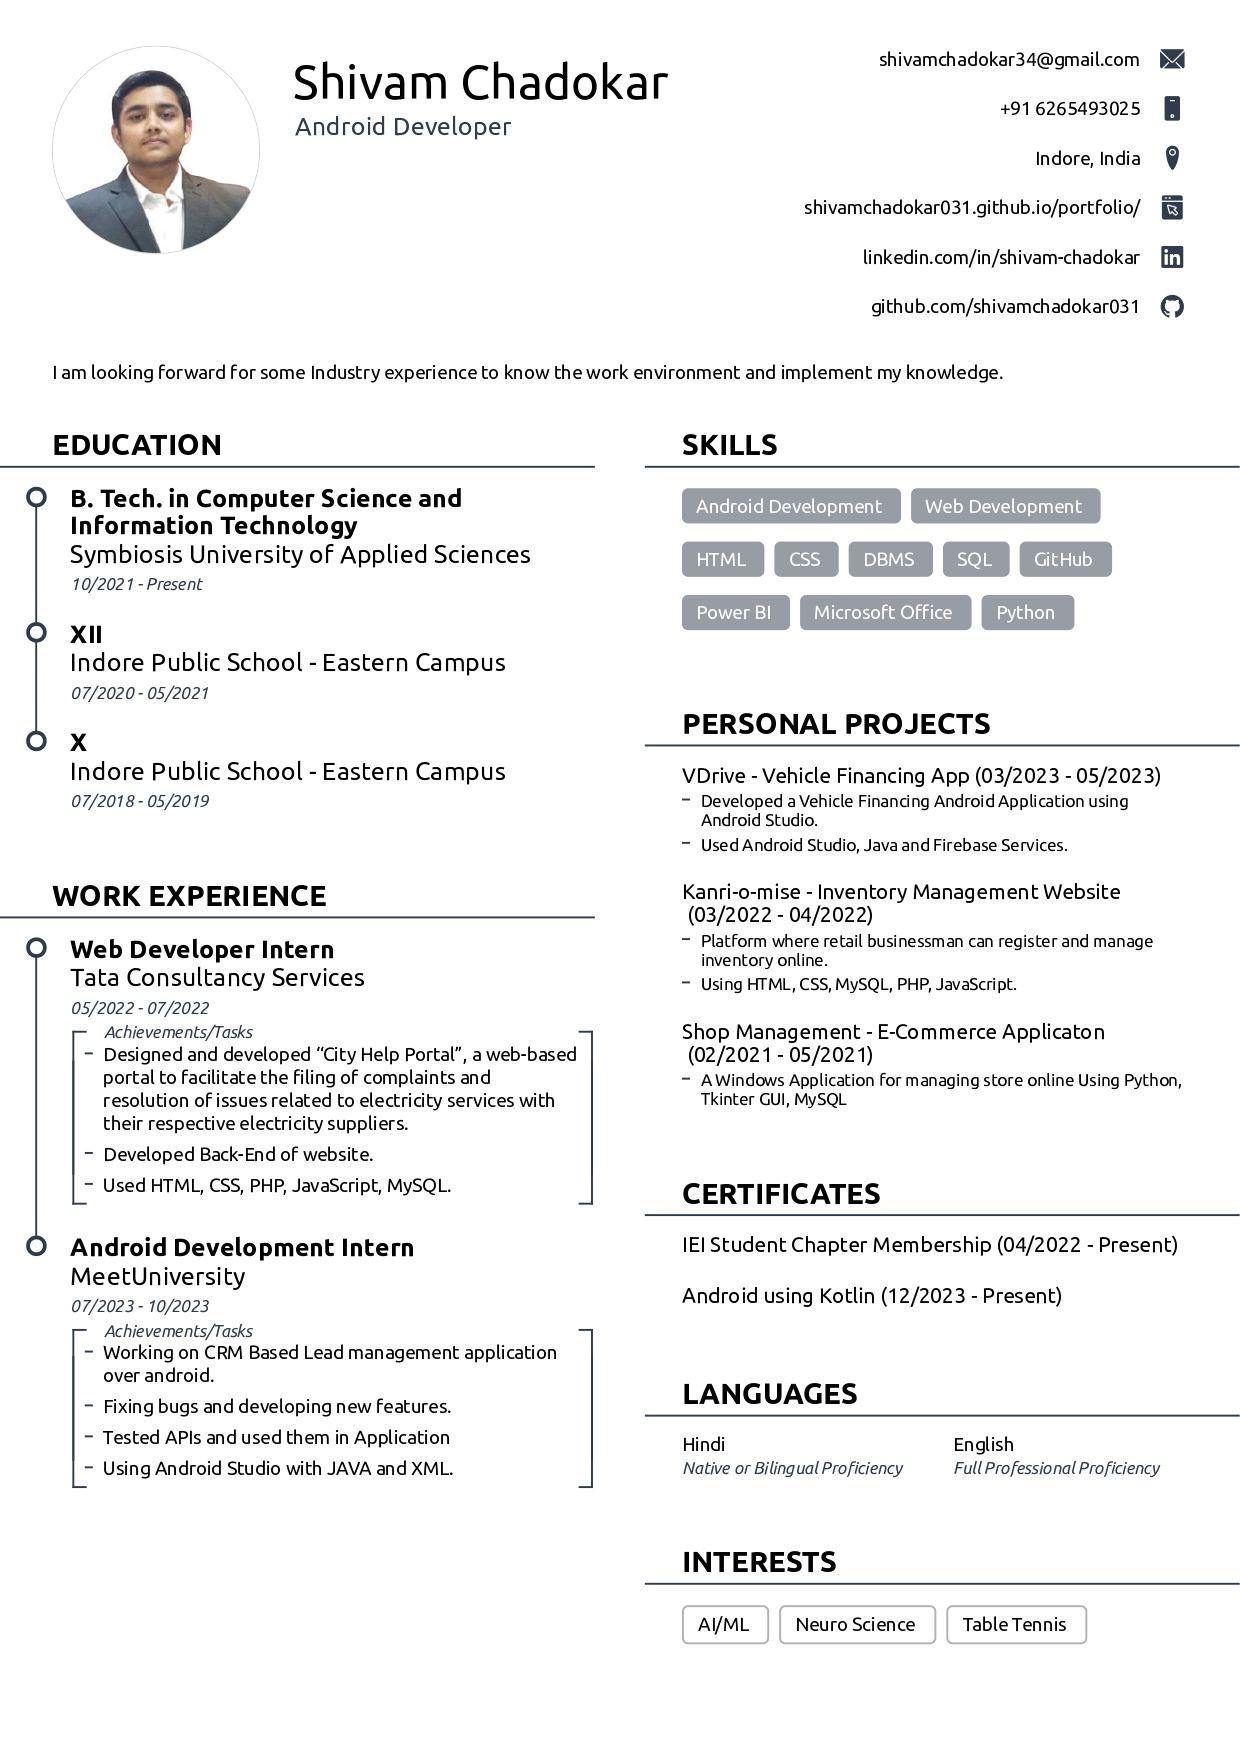 Shivam Chadokar
Android Developer
shivamchadokar34@gmail.com
+91 6265493025
Indore, India
shivamchadokar031.github.io/portfolio/
linkedin.com/in/shivam-chadokar
github.com/shivamchadokar031
I am looking forward for some Industry experience to know the work environment and implement my knowledge.
EDUCATION
B. Tech. in Computer Science and
Information Technology
Symbiosis University of Applied Sciences
10/2021 - Present
XII
Indore Public School - Eastern Campus
07/2020 - 05/2021
X
Indore Public School - Eastern Campus
07/2018 - 05/2019
WORK EXPERIENCE
Web Developer Intern
Tata Consultancy Services
05/2022 - 07/2022
Achievements/Tasks
– Designed and developed “City Help Portal”, a web-based
portal to facilitate the filing of complaints and
resolution of issues related to electricity services with
their respective electricity suppliers.
– Developed Back-End of website.
– Used HTML, CSS, PHP, JavaScript, MySQL.
Android Development Intern
MeetUniversity
07/2023 - 10/2023
Achievements/Tasks
– Working on CRM Based Lead management application
over android.
– Fixing bugs and developing new features.
– Tested APIs and used them in Application
– Using Android Studio with JAVA and XML.
SKILLS
Android Development Web Development
HTML CSS DBMS SQL GitHub
Power BI Microsoft Office Python
PERSONAL PROJECTS
VDrive - Vehicle Financing App (03/2023 - 05/2023)
– Developed a Vehicle Financing Android Application using
Android Studio.
– Used Android Studio, Java and Firebase Services.
Kanri-o-mise - Inventory Management Website
(03/2022 - 04/2022)
– Platform where retail businessman can register and manage
inventory online.
– Using HTML, CSS, MySQL, PHP, JavaScript.
Shop Management - E-Commerce Applicaton
(02/2021 - 05/2021)
– A Windows Application for managing store online Using Python,
Tkinter GUI, MySQL
CERTIFICATES
IEI Student Chapter Membership (04/2022 - Present)
Android using Kotlin (12/2023 - Present)
LANGUAGES
Hindi English
Native or Bilingual Proficiency Full Professional Proficiency
INTERESTS
AI/ML Neuro Science Table Tennis